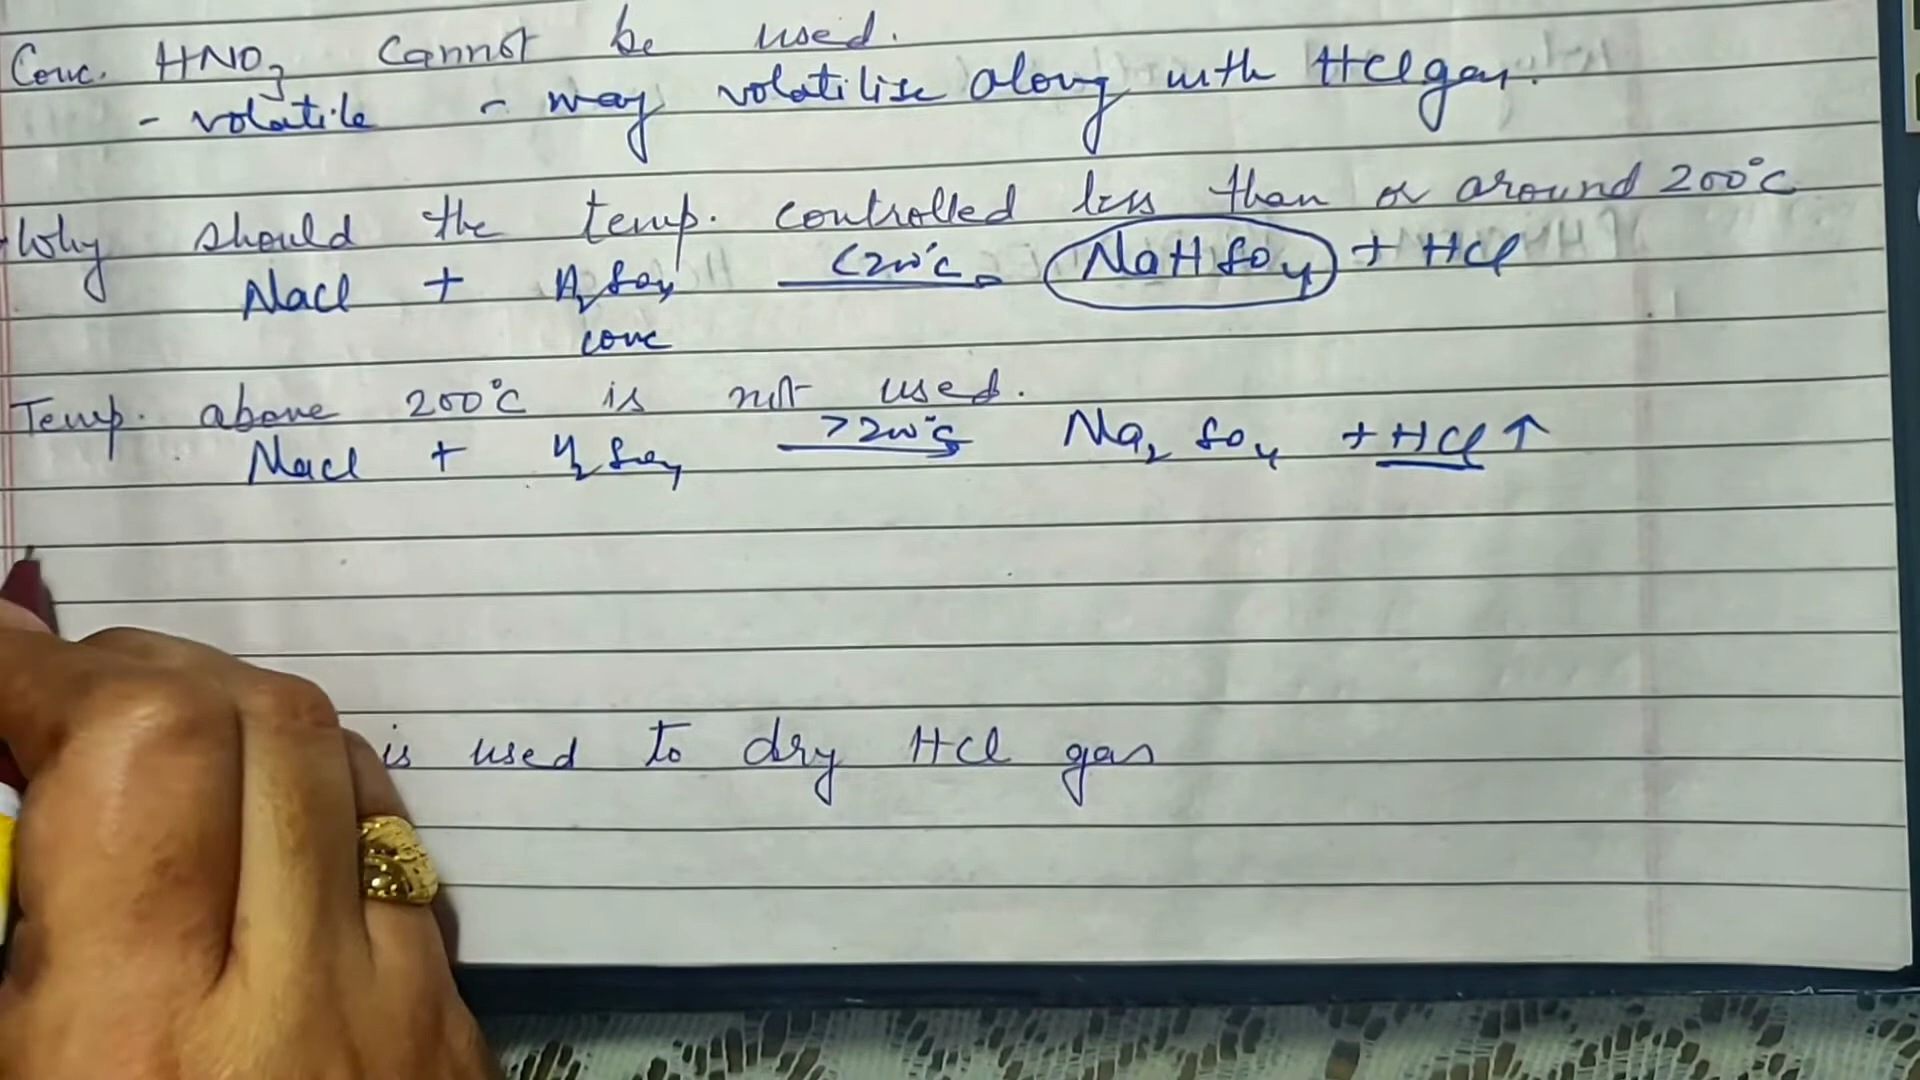 Conc. HNO3 cannot be used.
- volatile - may volatilise along with HCl gas.
Why should the temp. controlled less than or around 200°C
NaCl + H2SO4 <200°C NaHSO4 + HCl
conc
Temp. above 200°C is not used.
NaCl + H2SO4 >200°C Na2SO4 + HCl ↑
is used to dry HCl gas